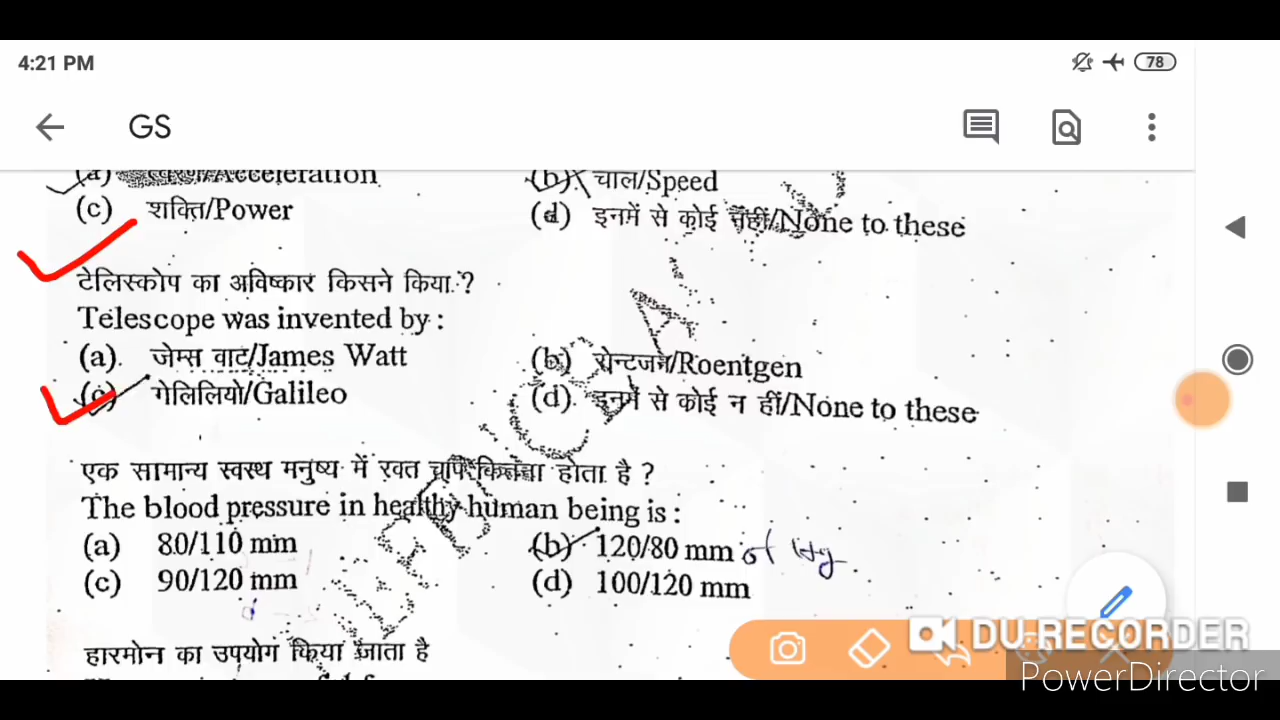 4:21 PM
78
GS
(a) Acceleration
(b) चाल/Speed
(c) शक्ति/Power
(d) इनमें से कोई नहीं/None to these
टेलिस्कोप का अविष्कार किसने किया ?
Telescope was invented by :
(a). जेम्स वाट/James Watt
(b) रोन्टजन/Roentgen
(c) गेलिलियो/Galileo
(d). इनमें से कोई न हीं/None to these
एक सामान्य स्वस्थ मनुष्य में रक्त होता है ?
The blood pressure in healthy human being is :
(a) 80/110 mm
(b) 120/80 mm of Hg
(c) 90/120 mm
(d) 100/120 mm
हारमोन का उपयोग किया जाता है
DU RECORDER
PowerDirector